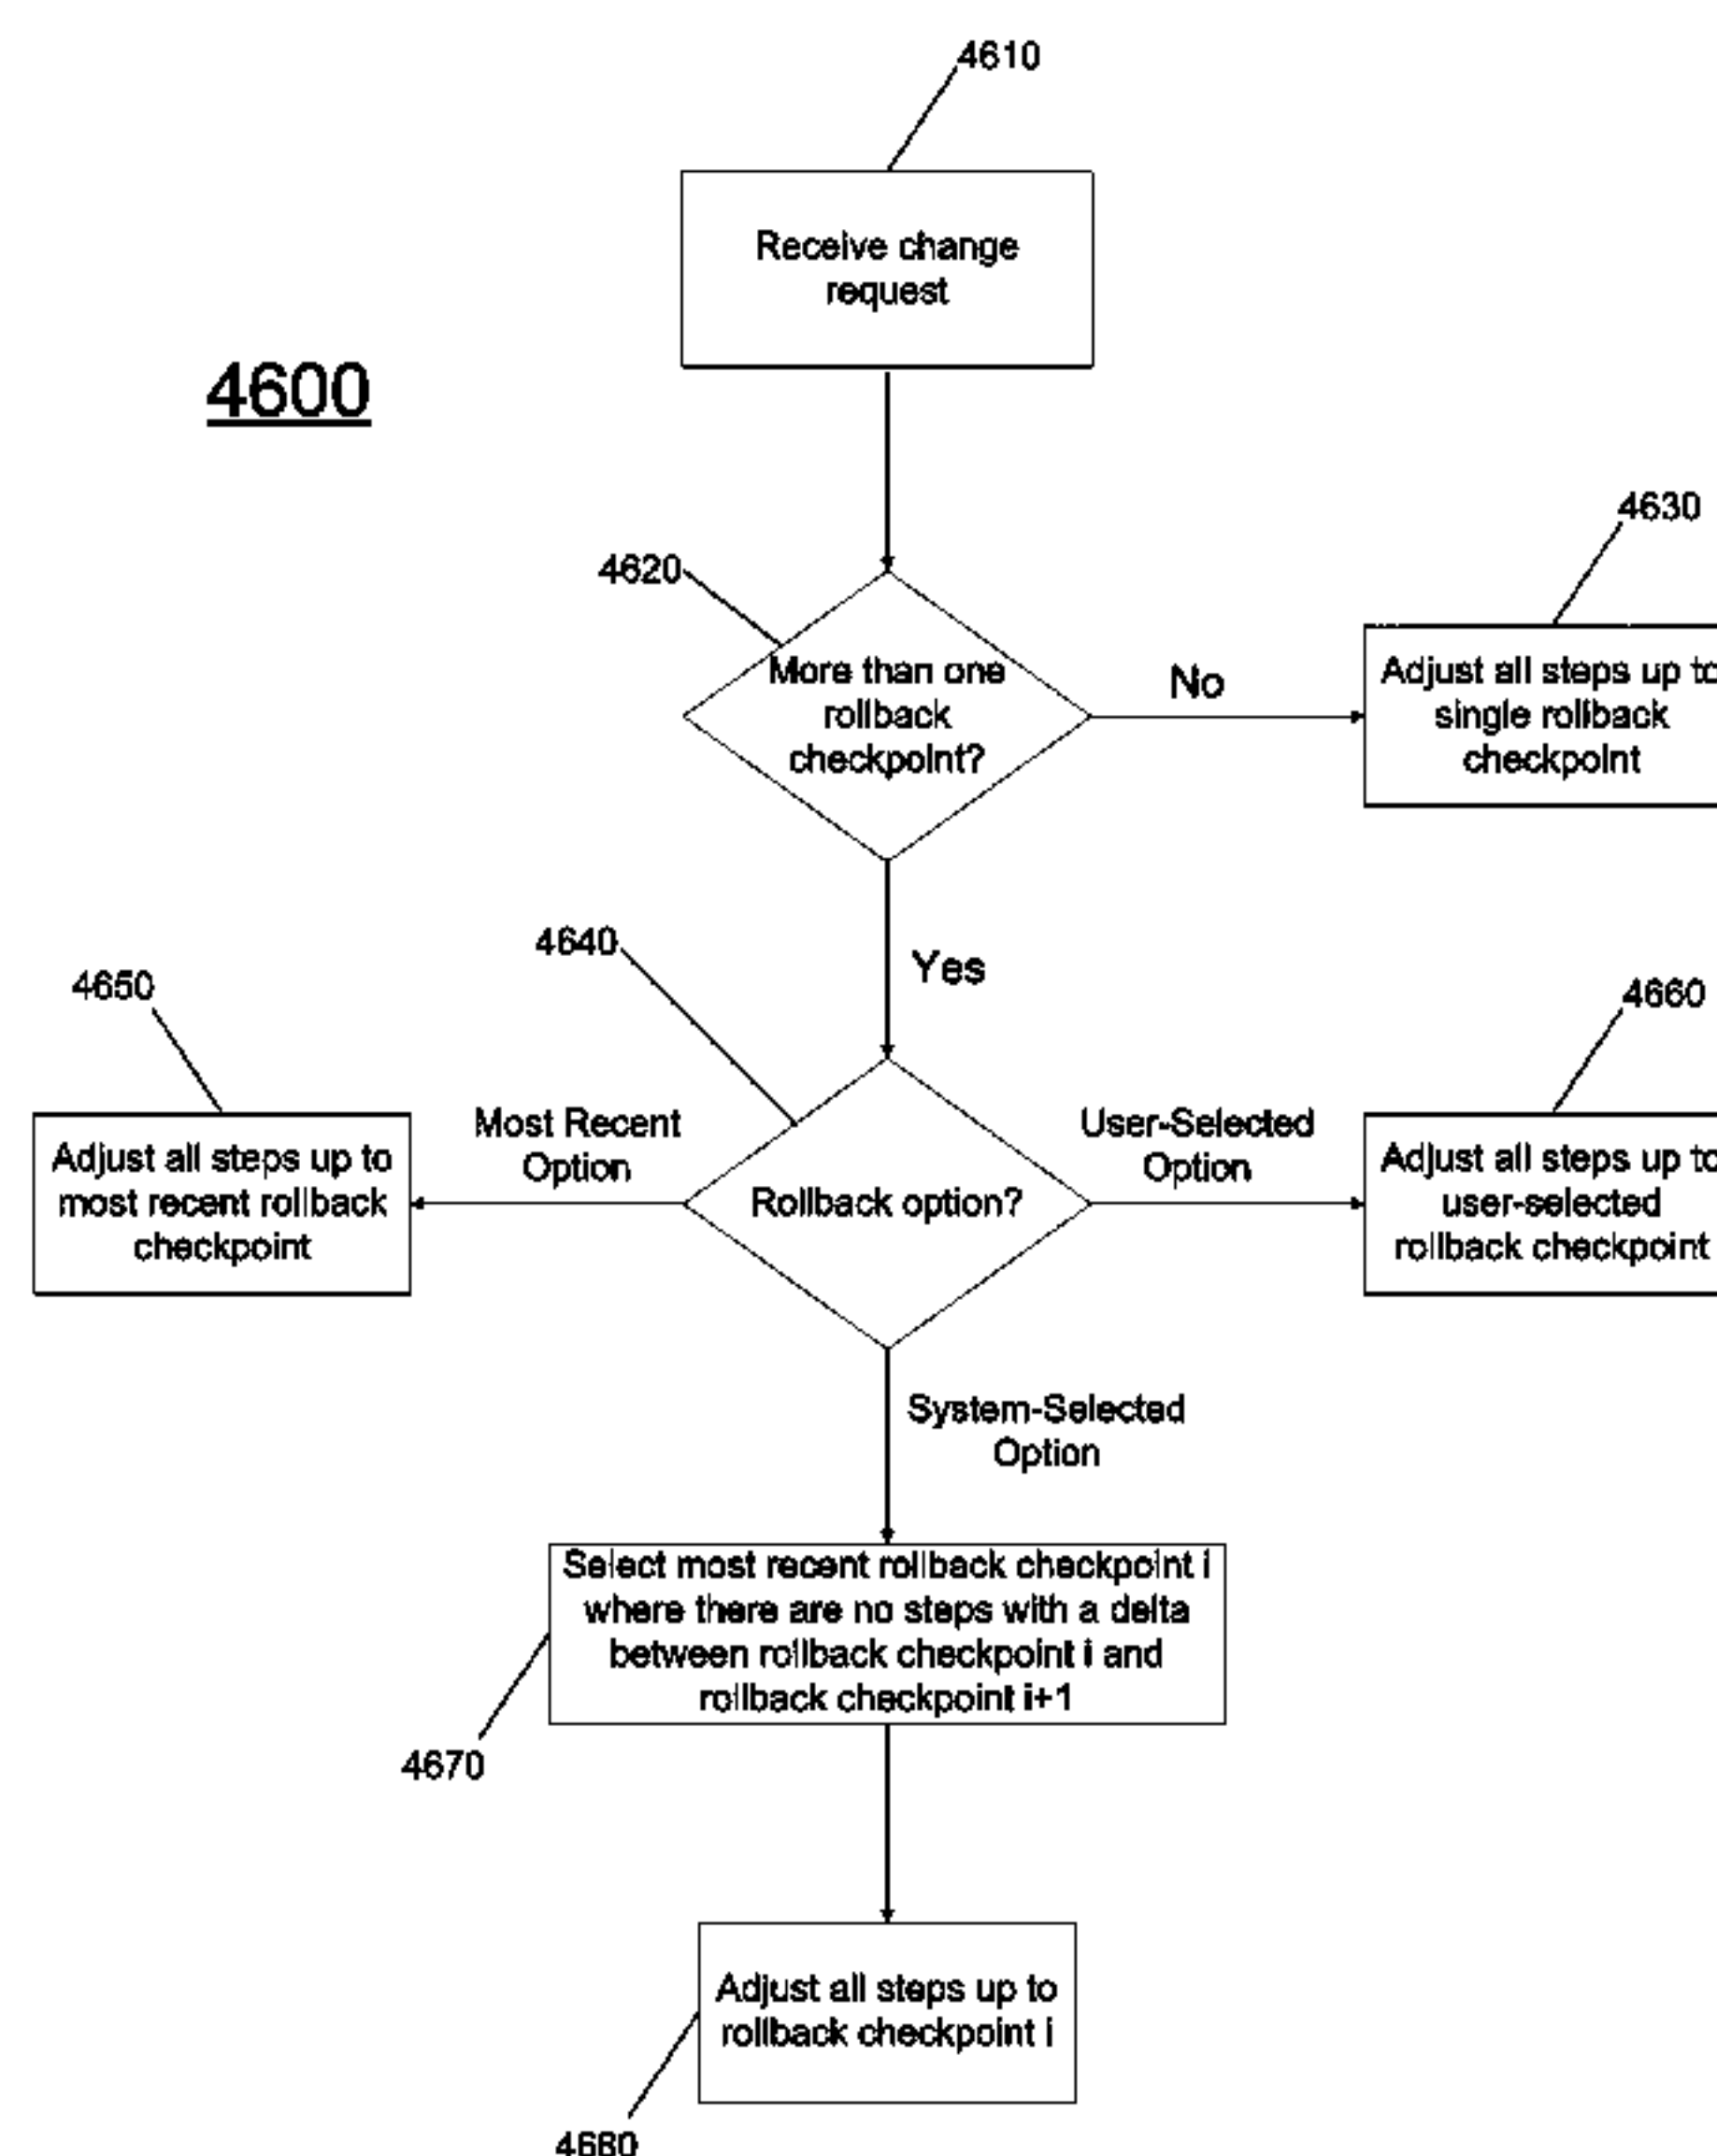 4610
Receive change
request
4600
4630
4620
More than one
rollback
checkpoint?
No
Adjust all steps up to
single rollback
checkpoint
4640
Yes
4650
4660
Most Recent
Option
User-Selected
Option
Adjust all steps up to
most recent rollback
checkpoint
Rollback option?
Adjust all steps up to
user-selected
rollback checkpoint
System-Selected
Option
Select most recent rollback checkpoint i
where there are no steps with a delta
between rollback checkpoint i and
rollback checkpoint i+1
4670
Adjust all steps up to
rollback checkpoint i
4680